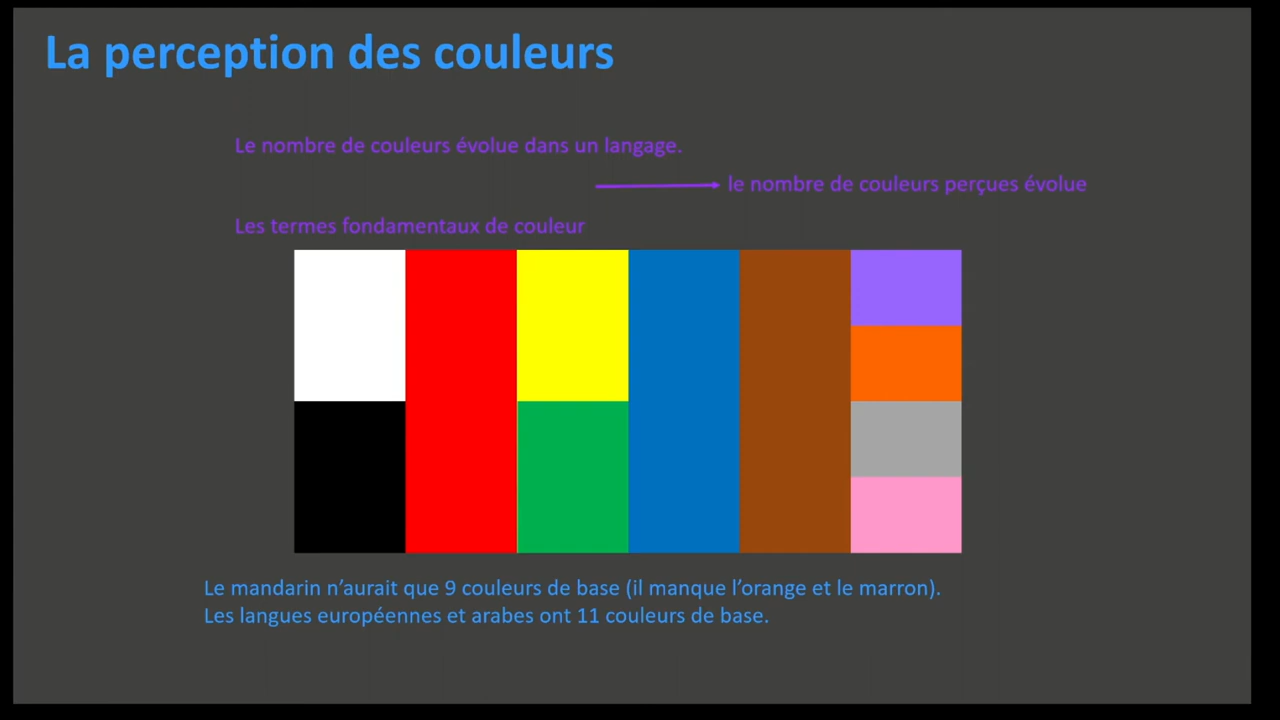 La perception des couleurs
Le nombre de couleurs évolue dans un langage.
le nombre de couleurs perçues évolue
Les termes fondamentaux de couleur
Le mandarin n’aurait que 9 couleurs de base (il manque l’orange et le marron).
Les langues européennes et arabes ont 11 couleurs de base.